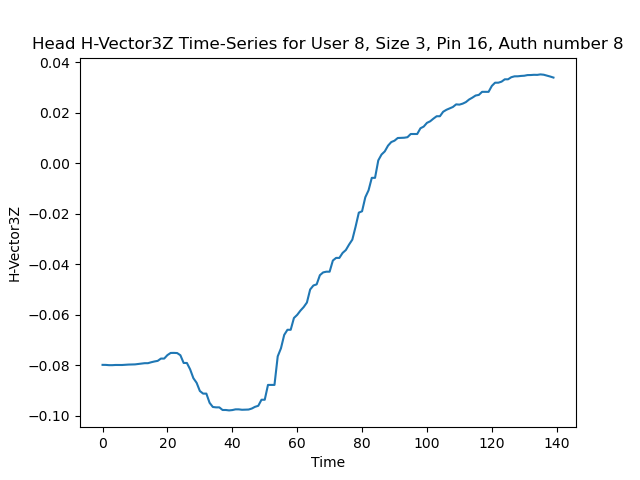 Head H-Vector3Z Time-Series for User 8, Size 3, Pin 16, Auth number 8
0.04
0.02
0.00
−0.02
−0.04
−0.06
−0.08
−0.10
H-Vector3Z
0 20 40 60 80 100 120 140
Time